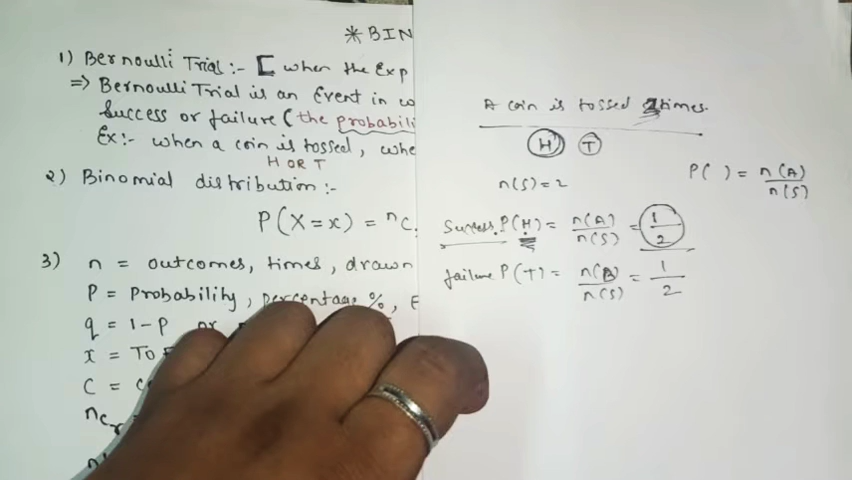 * BIN
1) Bernoulli Trial :- [ when the Exp
=> Bernoulli Trial is an Event in
Success or failure ( the probabili
Ex :- when a coin is tossed, whe
H OR T
2) Binomial distribution :-
P(X=x) = nC
3) n = outcomes, times, drawn
P = Probability, percentage %,
q = 1-P or
x = To
C =
nCr
A coin is tossed times.
H T
n(S) = 2
P( ) = n(A)/n(S)
Success P(H) = n(A)/n(S) = 1/2
failure P(T) = n(B)/n(S) = 1/2